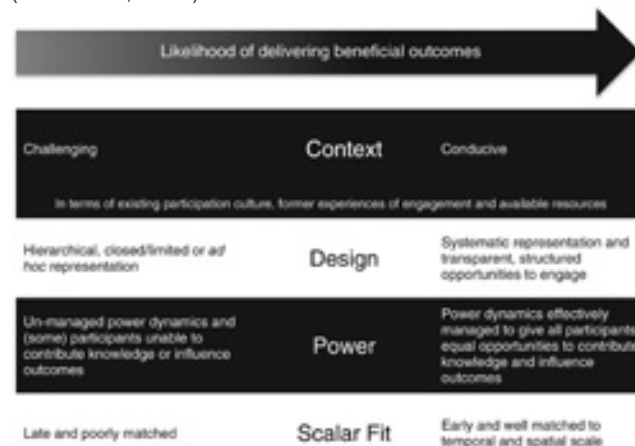 Likelihood of delivering beneficial outcomes
Challenging
Context
Conducive
In terms of existing participation culture, former experiences of engagement and available resources
Hierarchical, closed/limited or ad
hoc representation
Design
Systematic representation and
transparent, structured
opportunities to engage
Un-managed power dynamics and
(some) participants unable to
contribute knowledge or influence
outcomes
Power
Power dynamics effectively
managed to give all participants
equal opportunities to contribute
knowledge and influence
outcomes
Late and poorly matched
Scalar Fit
Early and well matched to
temporal and spatial scale